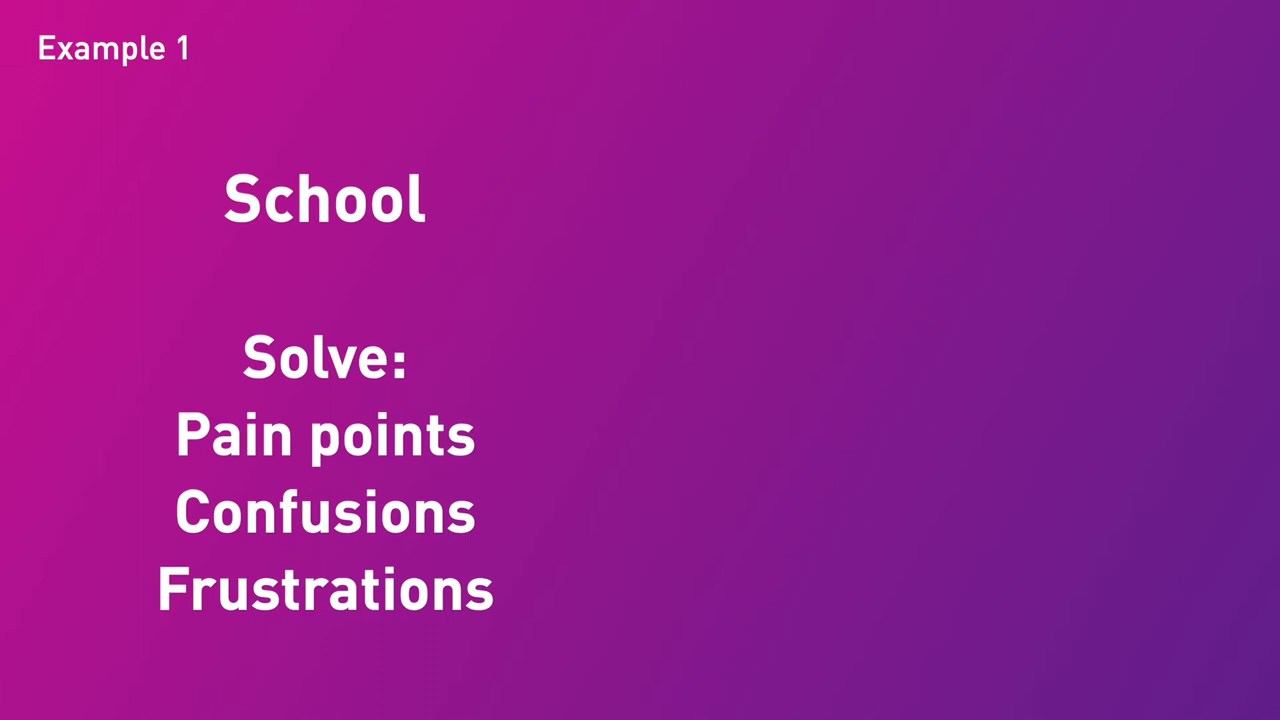 Example 1
School
Solve:
Pain points
Confusions
Frustrations